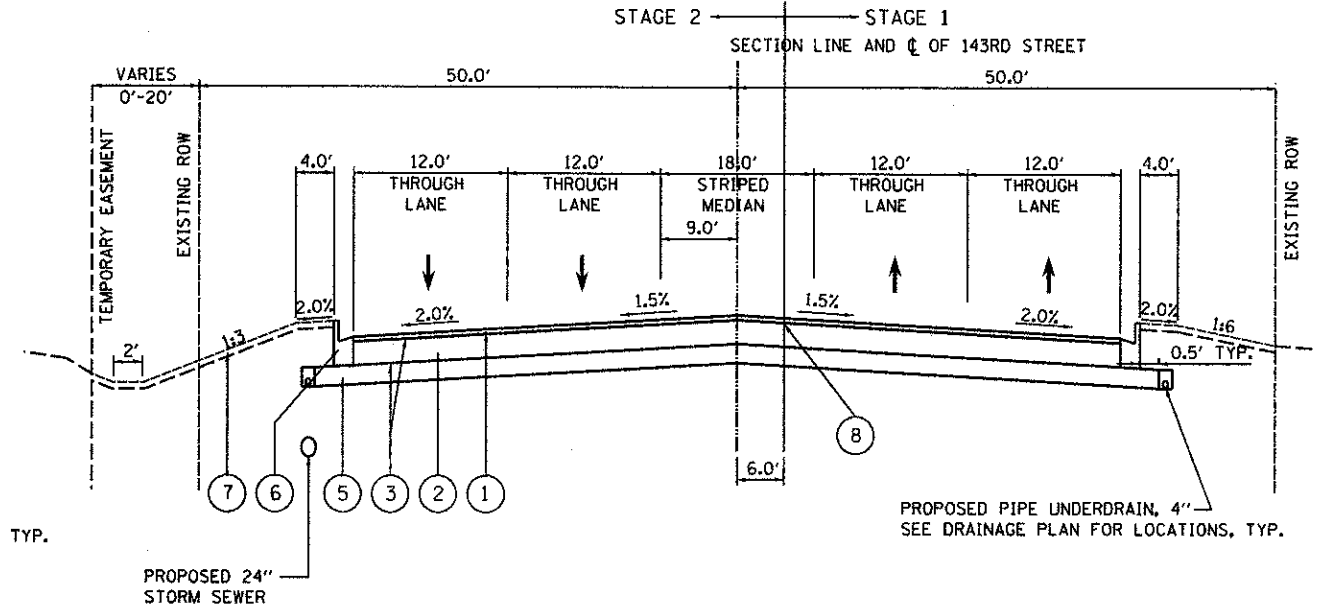 STAGE 2 STAGE 1
SECTION LINE AND ℄ OF 143RD STREET
VARIES
0'-20'
50.0'
50.0'
TEMPORARY EASEMENT
EXISTING ROW
4.0'
12.0'
THROUGH
LANE
12.0'
THROUGH
LANE
18.0'
STRIPED
MEDIAN
12.0'
THROUGH
LANE
12.0'
THROUGH
LANE
4.0'
EXISTING ROW
9.0'
2.0%
2.0%
1.5%
1.5%
2.0%
2.0%
1:3
1:6
2'
0.5' TYP.
8
6.0'
7
6
5
3
2
1
PROPOSED PIPE UNDERDRAIN, 4"
SEE DRAINAGE PLAN FOR LOCATIONS, TYP.
TYP.
PROPOSED 24"
STORM SEWER